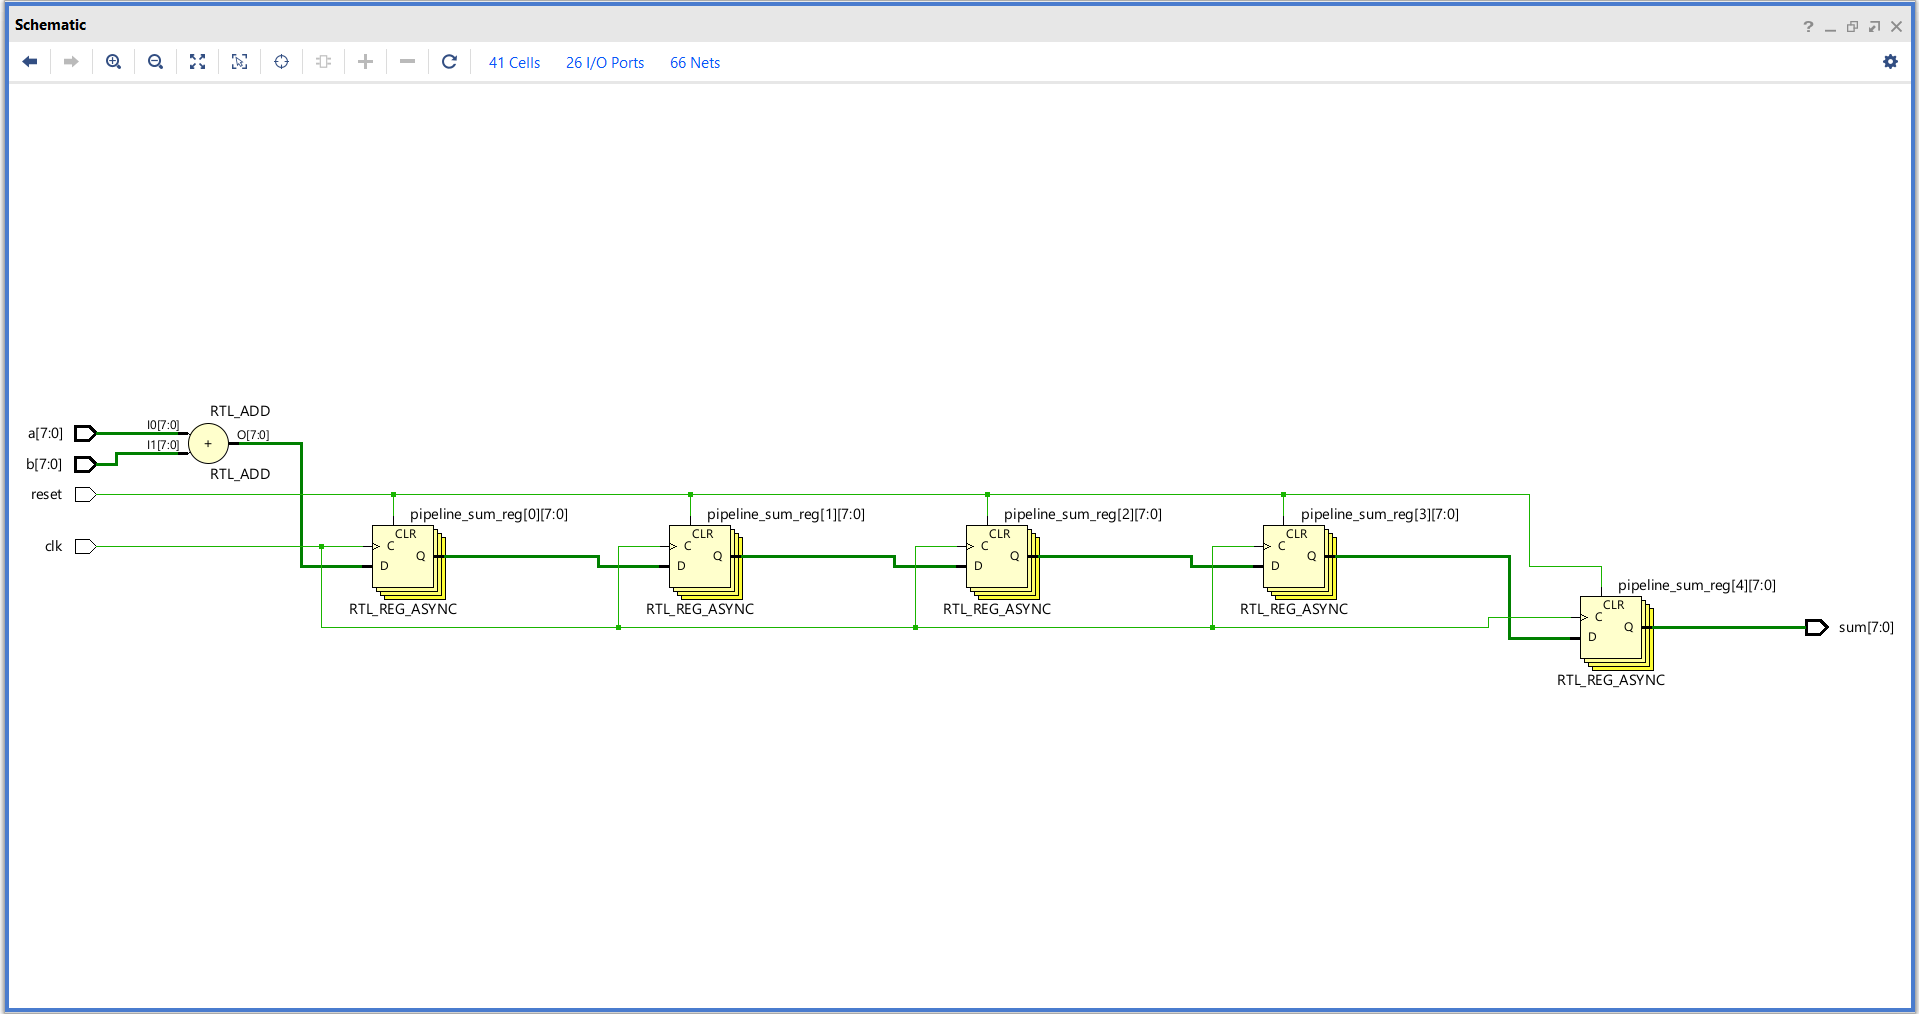 Schematic
41 Cells 26 I/O Ports 66 Nets
RTL_ADD
a[7:0] I0[7:0] + O[7:0]
I1[7:0]
b[7:0]
RTL_ADD
reset
pipeline_sum_reg[0][7:0] pipeline_sum_reg[1][7:0] pipeline_sum_reg[2][7:0] pipeline_sum_reg[3][7:0]
CLR CLR CLR CLR
clk C C C C
Q Q Q Q
D D D D
RTL_REG_ASYNC RTL_REG_ASYNC RTL_REG_ASYNC RTL_REG_ASYNC
pipeline_sum_reg[4][7:0]
CLR
C
Q sum[7:0]
D
RTL_REG_ASYNC